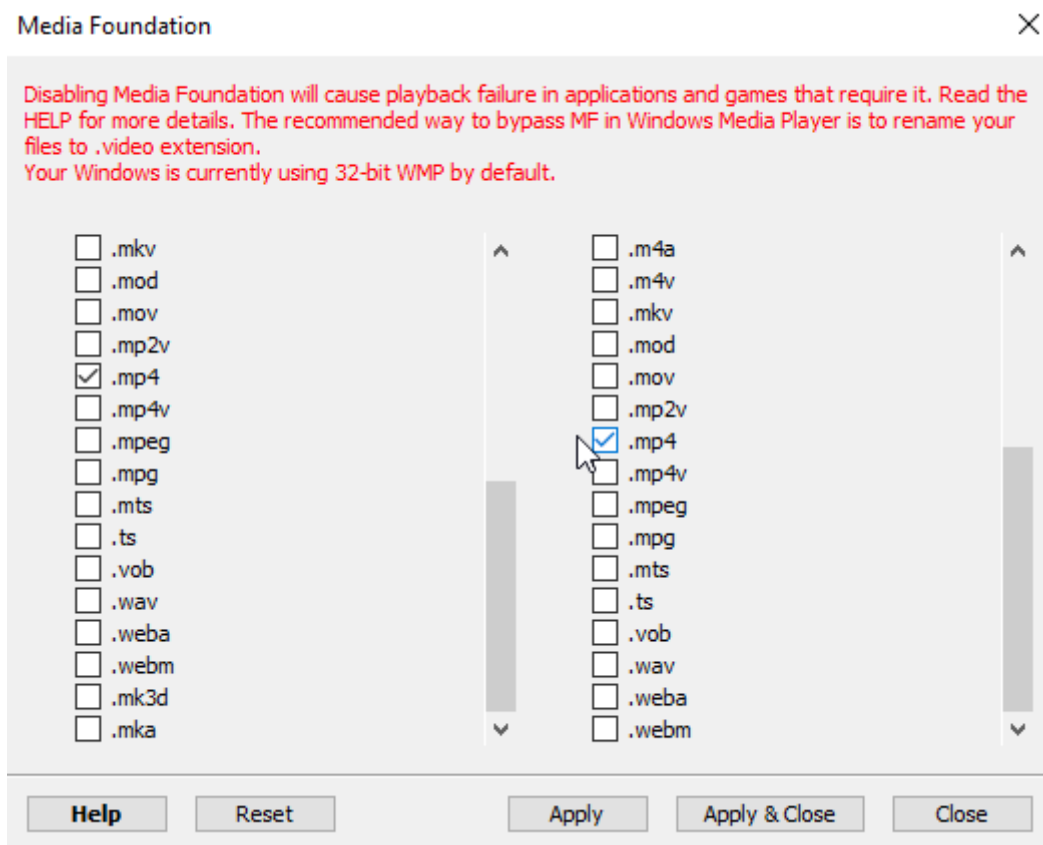 Media Foundation
Disabling Media Foundation will cause playback failure in applications and games that require it. Read the
HELP for more details. The recommended way to bypass MF in Windows Media Player is to rename your
files to .video extension.
Your Windows is currently using 32-bit WMP by default.
.mkv
.mod
.mov
.mp2v
.mp4
.mp4v
.mpeg
.mpg
.mts
.ts
.vob
.wav
.weba
.webm
.mk3d
.mka
.m4a
.m4v
.mkv
.mod
.mov
.mp2v
.mp4
.mp4v
.mpeg
.mpg
.mts
.ts
.vob
.wav
.weba
.webm
Help
Reset
Apply
Apply & Close
Close